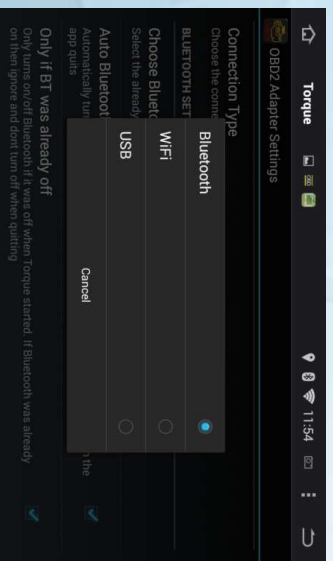 Torque
11:54
OBD2 Adapter Settings
Connection Type
Choose the conne
BLUETOOTH SET
Choose Blueto
Select the already
Auto Bluetoot
Automatically tur
n the
app quits
Only if BT was already off
Only turns on/off Bluetooth if it was off when Torque started. If Bluetooth was already
on then ignore and dont turn off when quitting
Bluetooth
WiFi
USB
Cancel